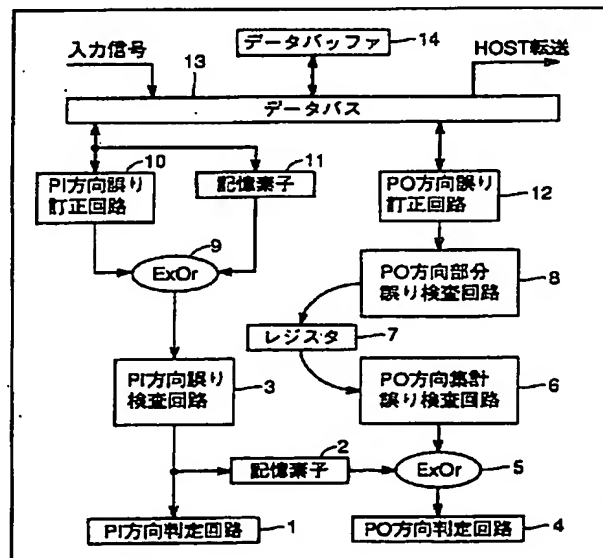 入力信号
データバッファ
14
HOST転送
13
データバス
10
11
PI方向誤り
訂正回路
記憶素子
PO方向誤り
訂正回路
12
9
ExOr
PO方向部分
誤り検査回路
8
レジスタ
7
PI方向誤り
検査回路
3
PO方向集計
誤り検査回路
6
2
記憶素子
ExOr
5
PI方向判定回路
1
PO方向判定回路
4